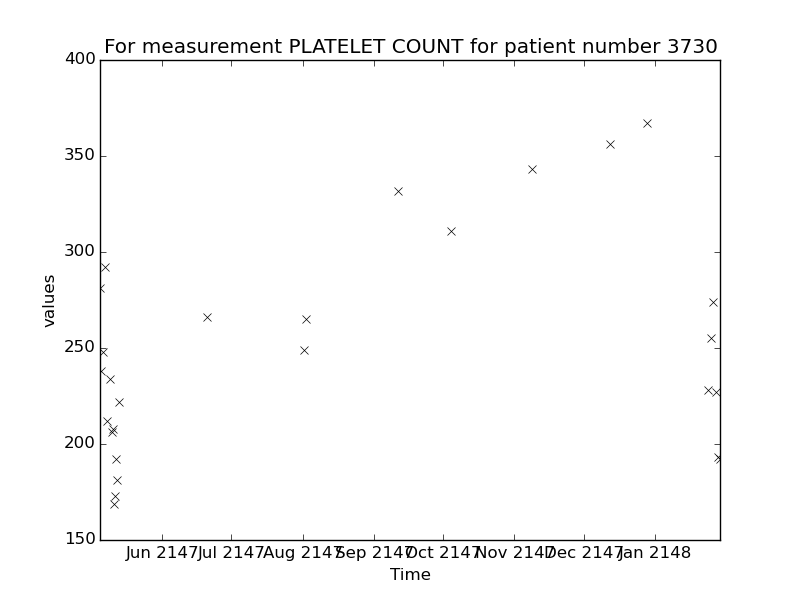 For measurement PLATELET COUNT for patient number 3730
400
350
300
250
200
150
values
Jun 2147
Jul 2147
Aug 2147
Sep 2147
Oct 2147
Nov 2147
Dec 2147
Jan 2148
Time